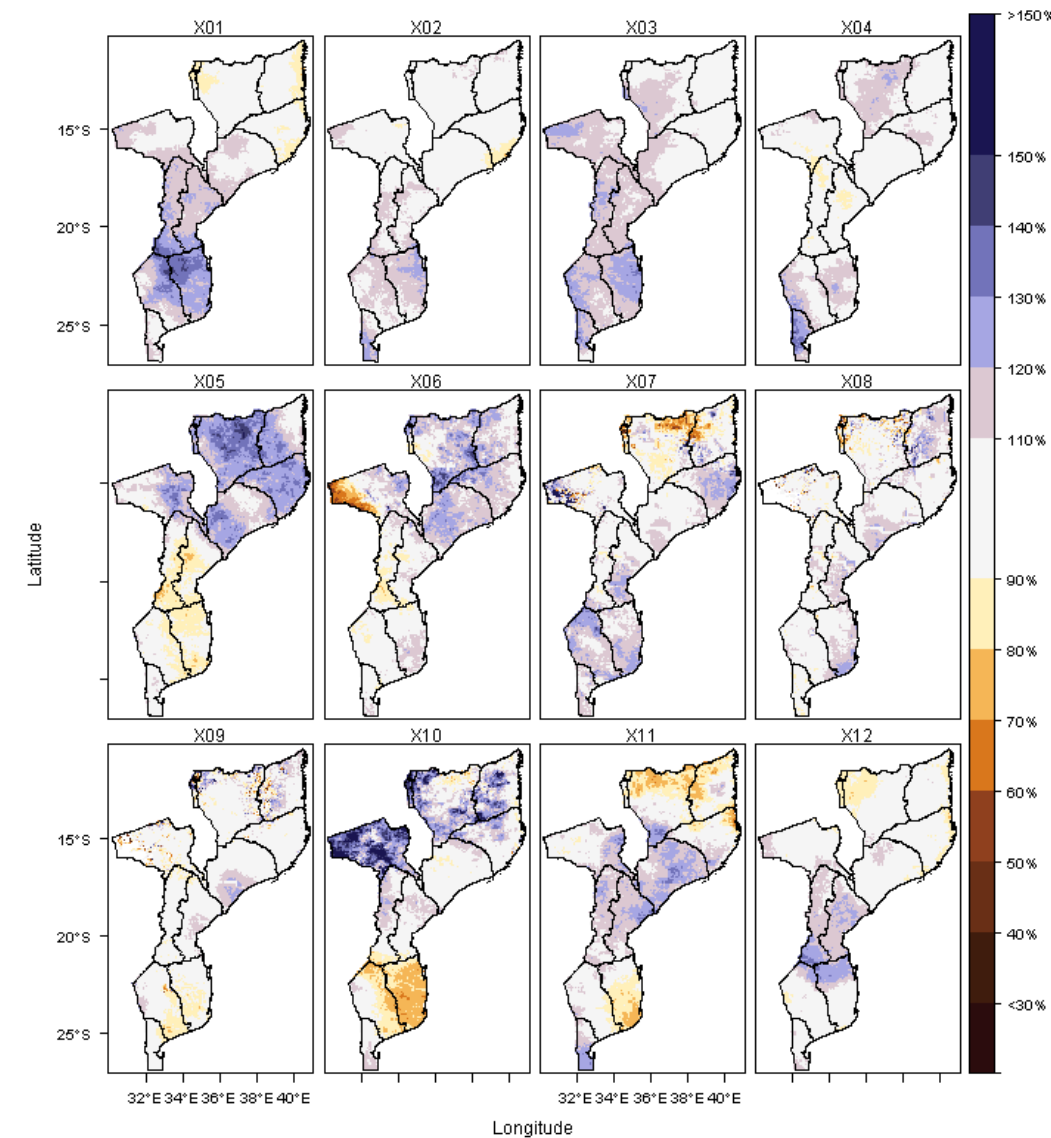 X01 X02 X03 X04
>150%
150%
140%
130%
120%
110%
90%
80%
70%
60%
50%
40%
<30%
15°S
20°S
25°S
X05 X06 X07 X08
Latitude
X09 X10 X11 X12
15°S
20°S
25°S
32°E 34°E 36°E 38°E 40°E 32°E 34°E 36°E 38°E 40°E
Longitude